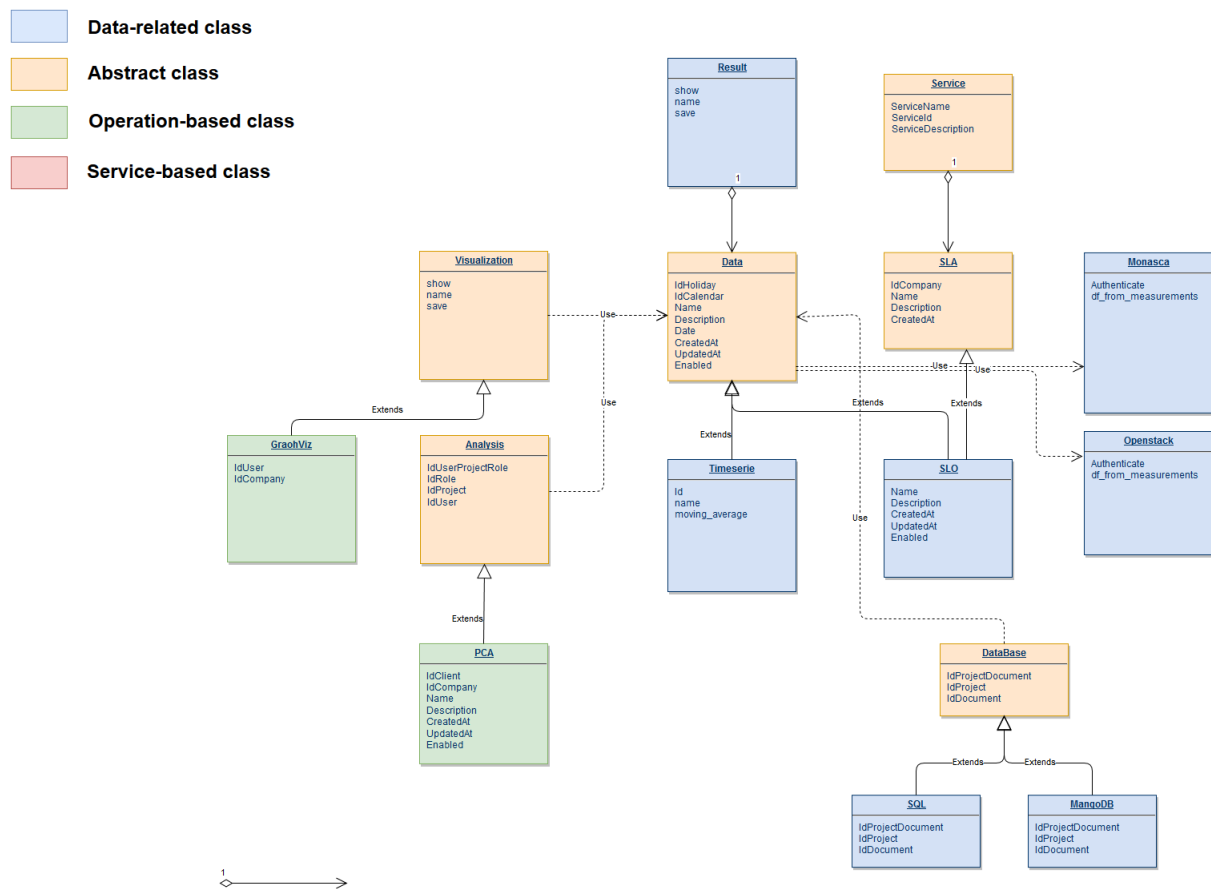 Data-related class
Abstract class
Operation-based class
Service-based class
Result
show
name
save
1
Service
ServiceName
ServiceId
ServiceDescription
1
Visualization
show
name
save
Data
IdHoliday
IdCalendar
Name
Description
Date
CreatedAt
UpdatedAt
Enabled
SLA
IdCompany
Name
Description
CreatedAt
Monasca
Authenticate
df_from_measurements
Use
Use
Use
Use
Extends
Use
Extends
Extends
Extends
GraohViz
IdUser
IdCompany
Analysis
IdUserProjectRole
IdRole
IdProject
IdUser
Timeserie
Id
name
moving_average
SLO
Name
Description
CreatedAt
UpdatedAt
Enabled
Openstack
Authenticate
df_from_measurements
Extends
PCA
IdClient
IdCompany
Name
Description
CreatedAt
UpdatedAt
Enabled
DataBase
IdProjectDocument
IdProject
IdDocument
Extends
Extends
SQL
IdProjectDocument
IdProject
IdDocument
MangoDB
IdProjectDocument
IdProject
IdDocument
1